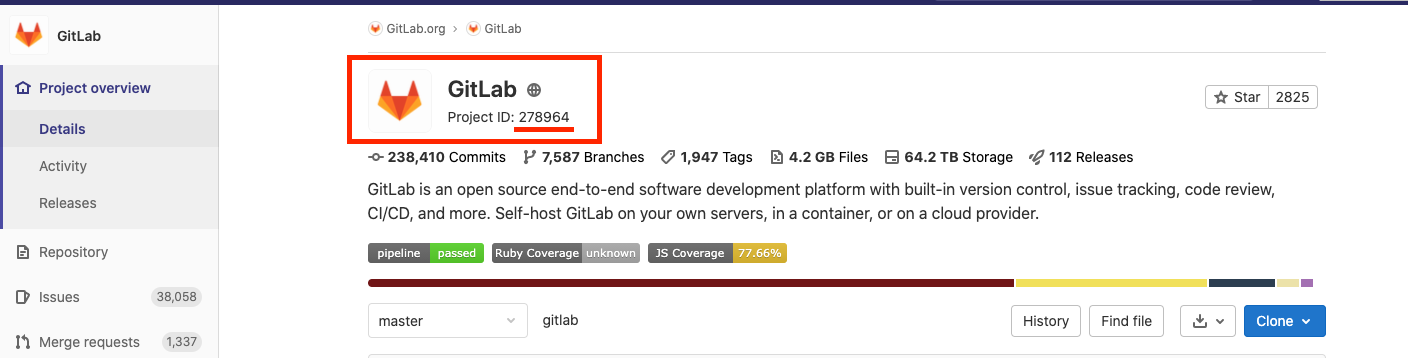 GitLab
Project overview
Details
Activity
Releases
Repository
Issues 38,058
Merge requests 1,337
GitLab.org › GitLab
GitLab
Project ID: 278964
Star 2825
238,410 Commits 7,587 Branches 1,947 Tags 4.2 GB Files 64.2 TB Storage 112 Releases
GitLab is an open source end-to-end software development platform with built-in version control, issue tracking, code review,
CI/CD, and more. Self-host GitLab on your own servers, in a container, or on a cloud provider.
pipeline passed Ruby Coverage unknown JS Coverage 77.66%
master gitlab History Find file Clone